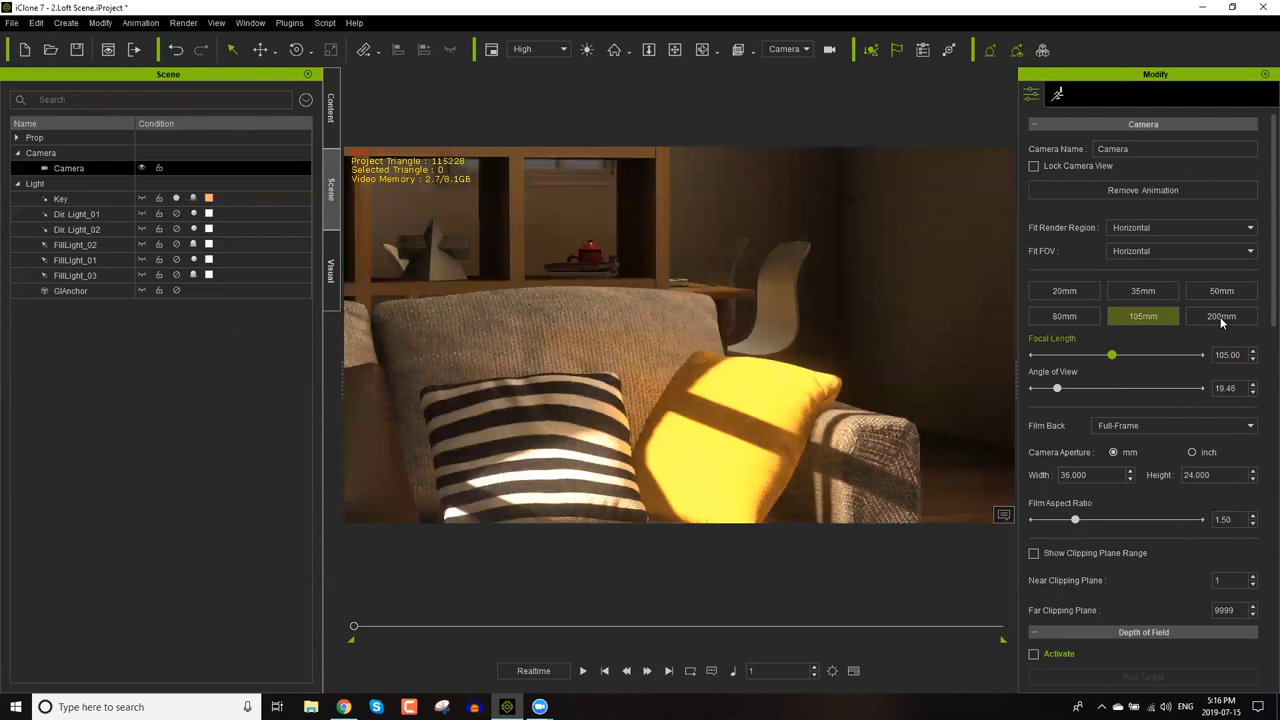 iClone 7 - 2.Loft Scene.iProject *
File Edit Create Modify Animation Render View Window Plugins Script Help
High Camera
Scene
Search
Name Condition
Prop
Camera
Camera
Light
Key
Dir. Light_01
Dir. Light_02
FillLight_02
FillLight_01
FillLight_03
GIAnchor
Content
Scene
Visual
Project Triangle : 115228
Selected Triangle : 0
Video Memory : 2.7/8.1GB
Realtime
1
Modify
Camera
Camera Name : Camera
Lock Camera View
Remove Animation
Fit Render Region : Horizontal
Fit FOV : Horizontal
20mm 35mm 50mm
80mm 105mm 200mm
Focal Length
105.00
Angle of View
19.46
Film Back : Full-Frame
Camera Aperture : mm inch
Width : 36.000 Height : 24.000
Film Aspect Ratio
1.50
Show Clipping Plane Range
Near Clipping Plane : 1
Far Clipping Plane : 9999
Depth of Field
Activate
Pick Target
Type here to search
ENG
5:16 PM
2019-07-15